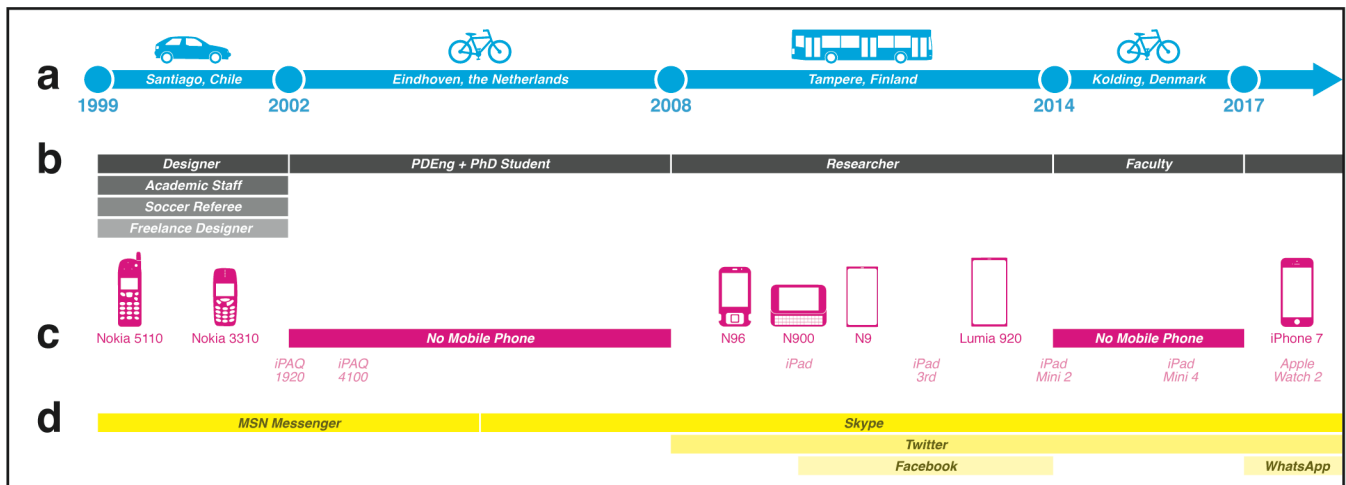 a
Santiago, Chile
Eindhoven, the Netherlands
Tampere, Finland
Kolding, Denmark
1999
2002
2008
2014
2017
b
Designer
PDEng + PhD Student
Researcher
Faculty
Academic Staff
Soccer Referee
Freelance Designer
c
Nokia 5110
Nokia 3310
No Mobile Phone
N96
N900
N9
Lumia 920
No Mobile Phone
iPhone 7
iPAQ
1920
iPAQ
4100
iPad
iPad
3rd
iPad
Mini 2
iPad
Mini 4
Apple
Watch 2
d
MSN Messenger
Skype
Twitter
Facebook
WhatsApp